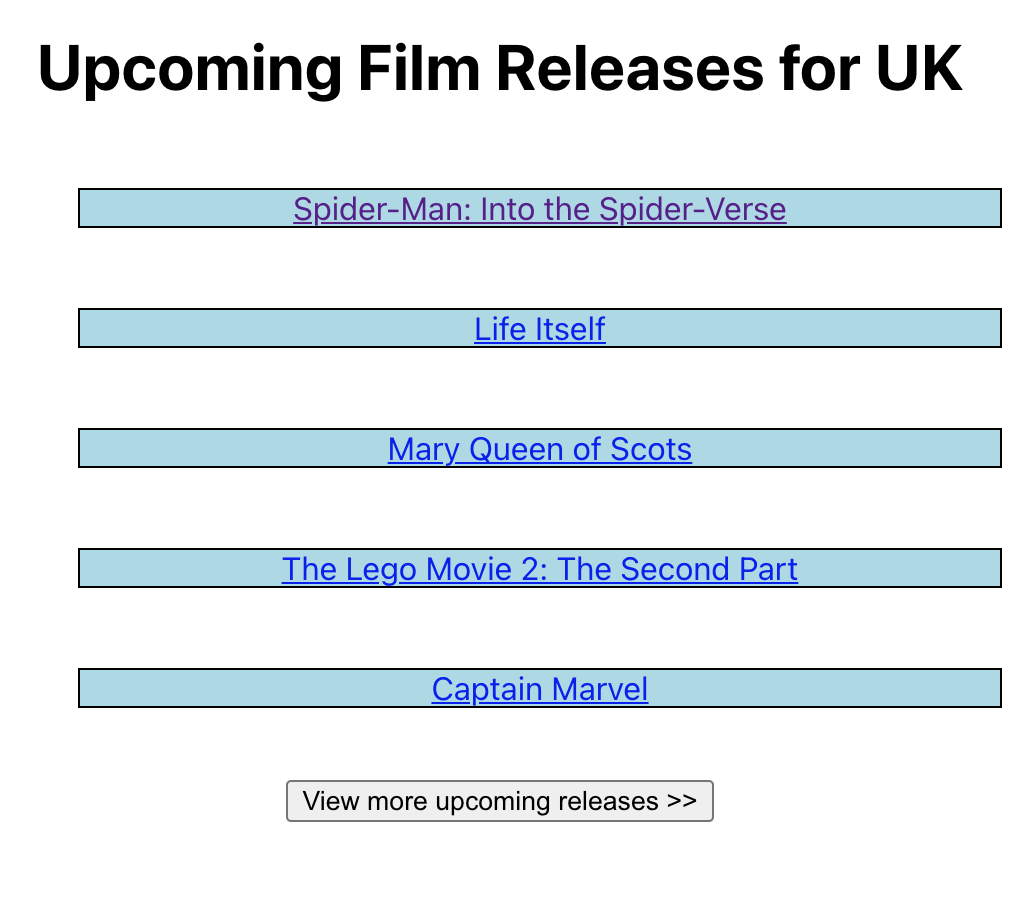 Upcoming Film Releases for UK
Spider-Man: Into the Spider-Verse
Life Itself
Mary Queen of Scots
The Lego Movie 2: The Second Part
Captain Marvel
View more upcoming releases >>